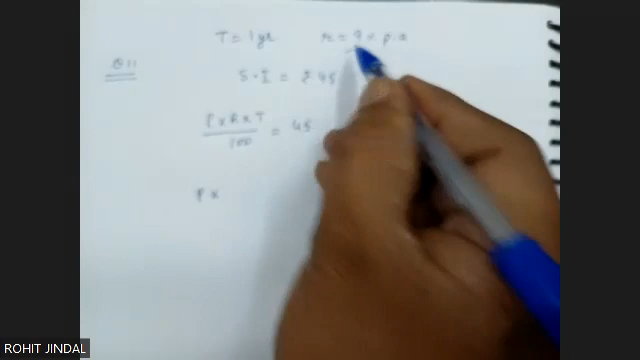 T = 1 yr r = 9 % p.a
Q11
S.I = ₹ 45
P x R x T
100
= 45
P x
ROHIT JINDAL